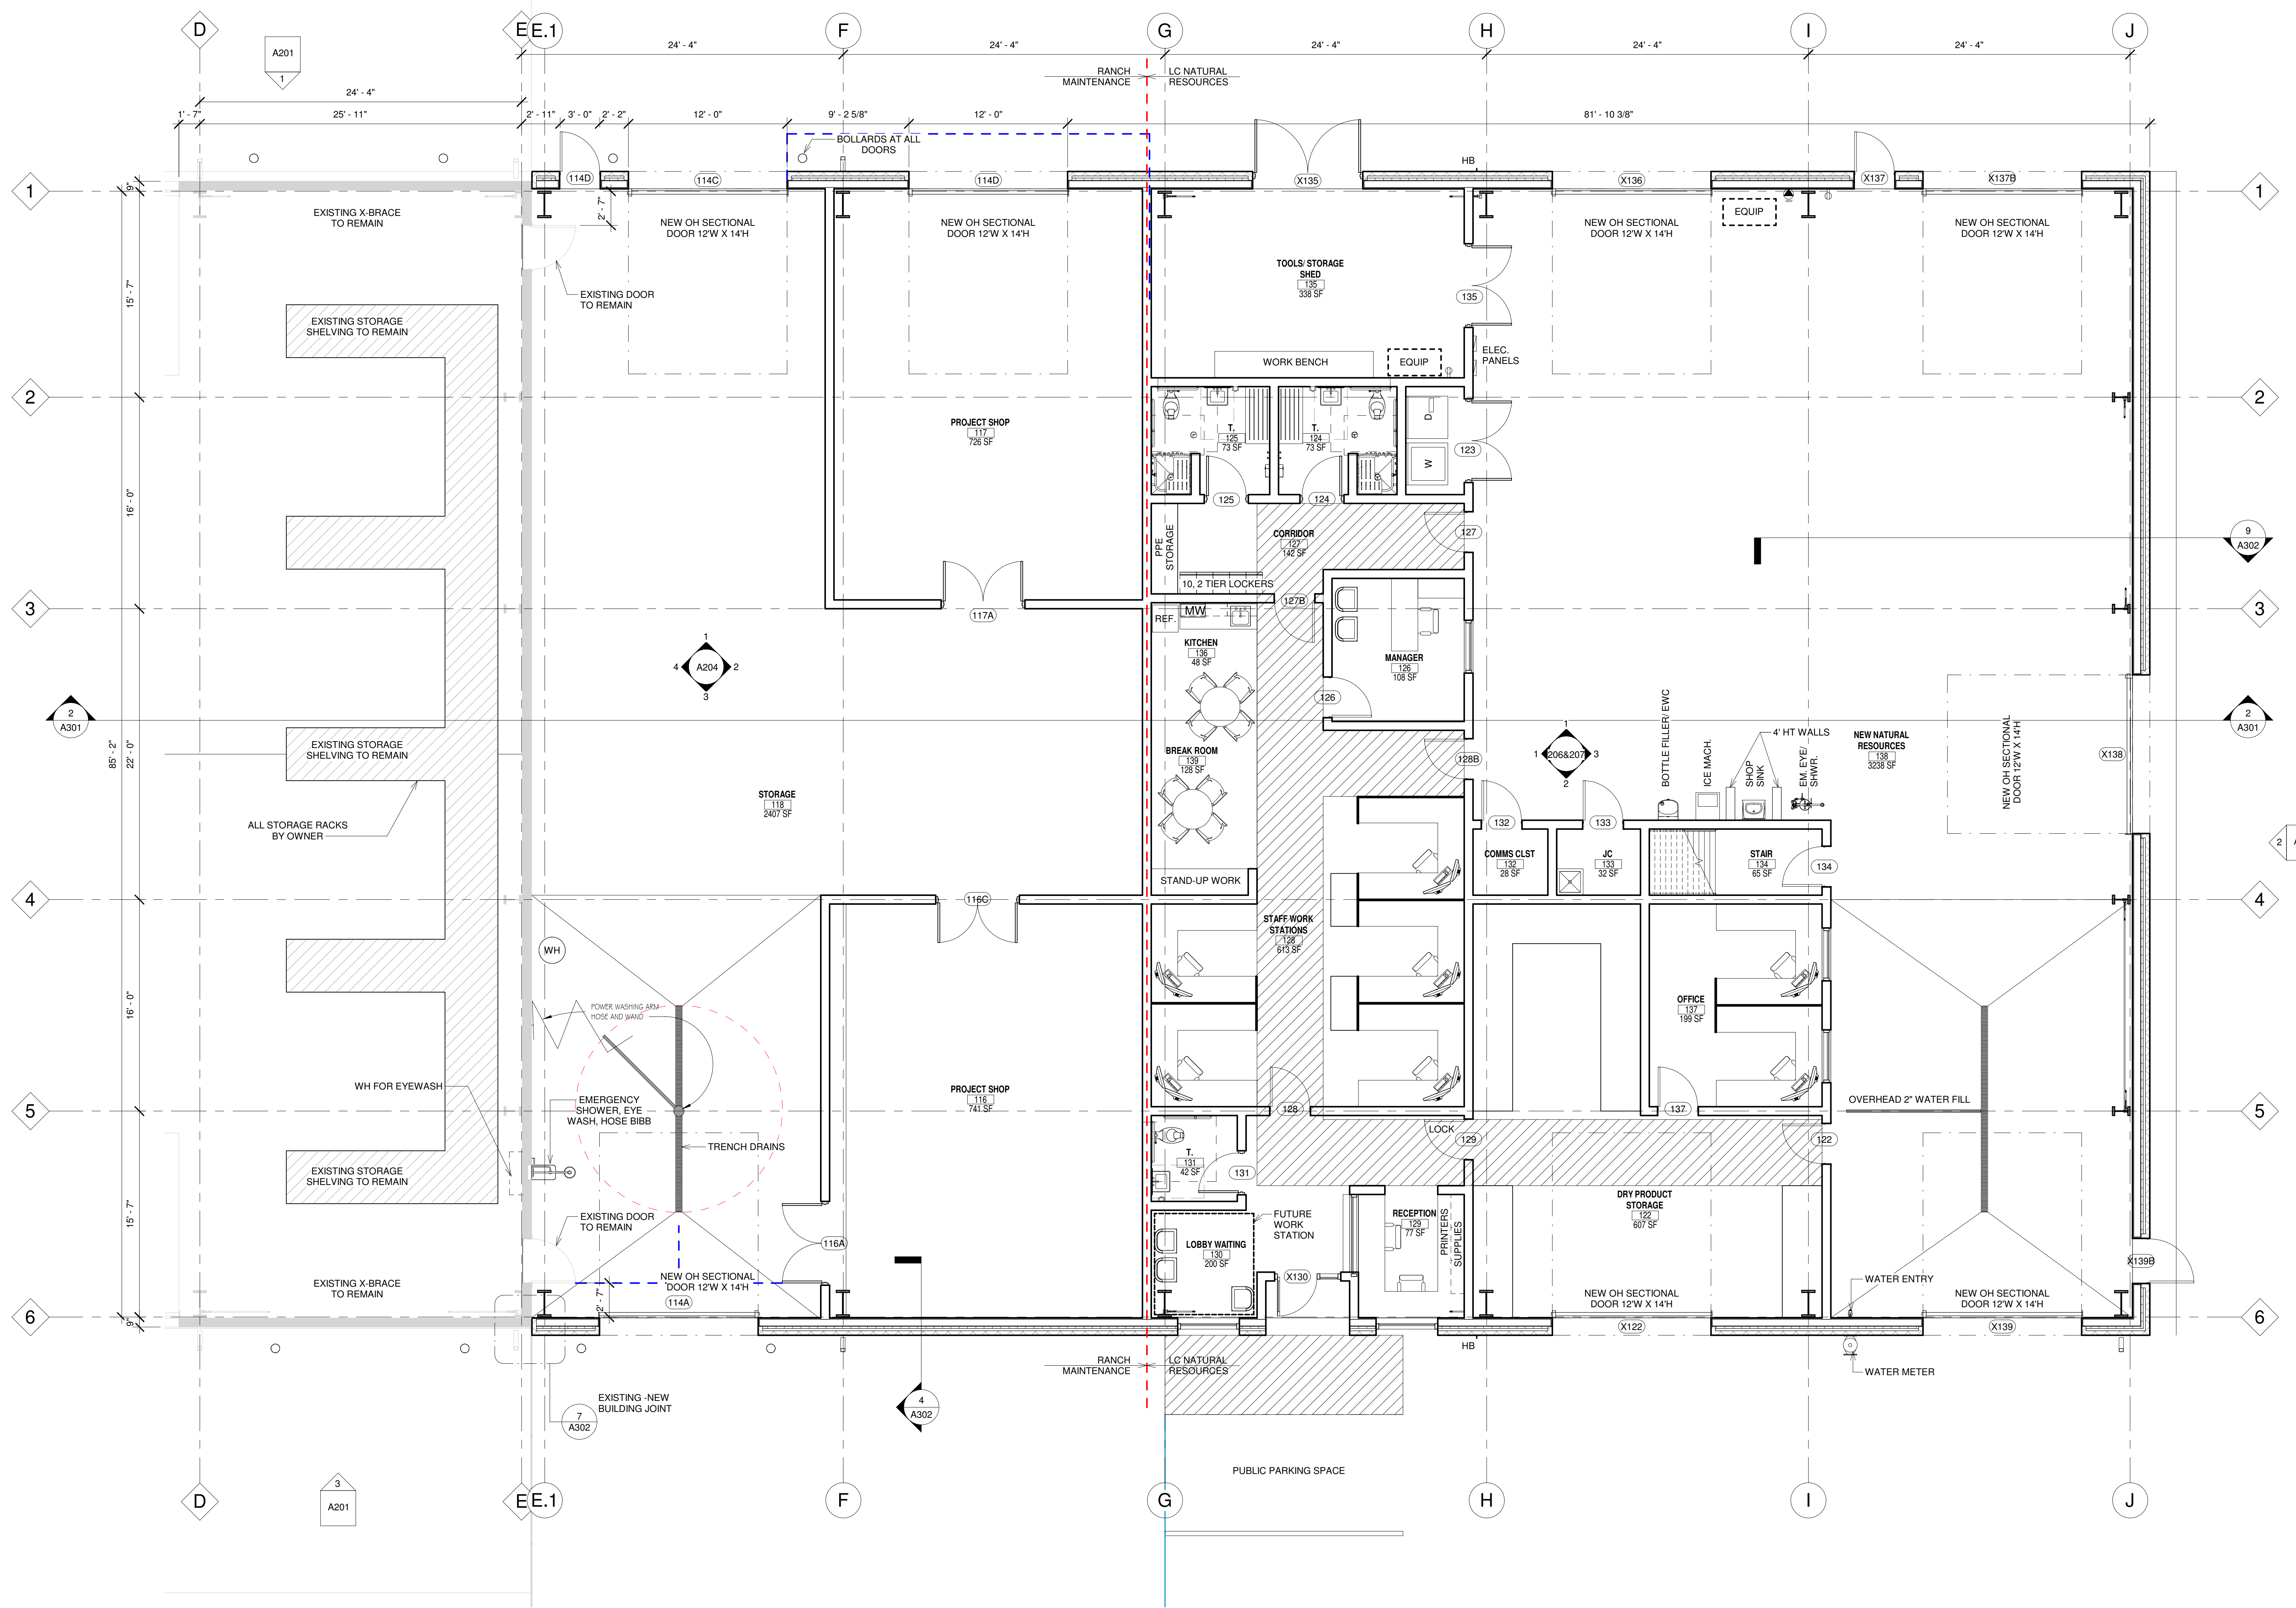 D
E
E.1
F
G
H
I
J
A201
1
24' - 4"
24' - 4"
24' - 4"
24' - 4"
24' - 4"
RANCH
MAINTENANCE
LC NATURAL
RESOURCES
24' - 4"
1' - 7"
25' - 11"
2' - 11"
3' - 0"
2' - 2"
12' - 0"
9' - 2 5/8"
12' - 0"
81' - 10 3/8"
BOLLARDS AT ALL
DOORS
HB
1
9"
114D
114C
114D
X135
X136
X137
X137B
1
EXISTING X-BRACE
TO REMAIN
2' - 7"
NEW OH SECTIONAL
DOOR 12'W X 14'H
NEW OH SECTIONAL
DOOR 12'W X 14'H
NEW OH SECTIONAL
DOOR 12'W X 14'H
EQUIP
NEW OH SECTIONAL
DOOR 12'W X 14'H
TOOLS/ STORAGE
SHED
135
338 SF
135
15' - 7"
EXISTING DOOR
TO REMAIN
EXISTING STORAGE
SHELVING TO REMAIN
WORK BENCH
EQUIP
ELEC.
PANELS
2
2
PROJECT SHOP
117
726 SF
T.
125
73 SF
T.
124
73 SF
D
W
123
125
124
16' - 0"
PPE
STORAGE
CORRIDOR
127
142 SF
127
9
A302
10, 2 TIER LOCKERS
127B
3
117A
MW
REF.
3
KITCHEN
136
48 SF
MANAGER
126
108 SF
1
4
A204
2
3
126
2
A301
85' - 2"
22' - 0"
EXISTING STORAGE
SHELVING TO REMAIN
BREAK ROOM
139
128 SF
128B
1
1
206&207
3
2
BOTTLE FILLER/ EWC
ICE MACH.
SHOP
SINK
4' HT WALLS
EM. EYE/
SHWR.
NEW NATURAL
RESOURCES
138
3238 SF
NEW OH SECTIONAL
DOOR 12'W X 14'H
X138
2
A301
STORAGE
118
2407 SF
ALL STORAGE RACKS
BY OWNER
132
133
2
COMMS CLST
132
28 SF
JC
133
32 SF
STAIR
134
65 SF
134
STAND-UP WORK
4
116C
4
STAFF WORK
STATIONS
128
613 SF
WH
16' - 0"
POWER WASHING ARM
HOSE AND WAND
OFFICE
137
199 SF
WH FOR EYEWASH
EMERGENCY
SHOWER, EYE
WASH, HOSE BIBB
PROJECT SHOP
116
741 SF
OVERHEAD 2" WATER FILL
5
128
137
5
TRENCH DRAINS
LOCK
129
122
T.
131
42 SF
131
EXISTING STORAGE
SHELVING TO REMAIN
15' - 7"
EXISTING DOOR
TO REMAIN
116A
FUTURE
WORK
STATION
RECEPTION
129
77 SF
PRINTERS
SUPPLIES
DRY PRODUCT
STORAGE
122
607 SF
LOBBY WAITING
130
200 SF
X130
X139B
EXISTING X-BRACE
TO REMAIN
NEW OH SECTIONAL
DOOR 12'W X 14'H
114A
2' - 7"
WATER ENTRY
NEW OH SECTIONAL
DOOR 12'W X 14'H
NEW OH SECTIONAL
DOOR 12'W X 14'H
6
9"
X122
X139
6
HB
RANCH
MAINTENANCE
LC NATURAL
RESOURCES
WATER METER
EXISTING -NEW
BUILDING JOINT
7
A302
4
A302
PUBLIC PARKING SPACE
3
A201
D
E
E.1
F
G
H
I
J